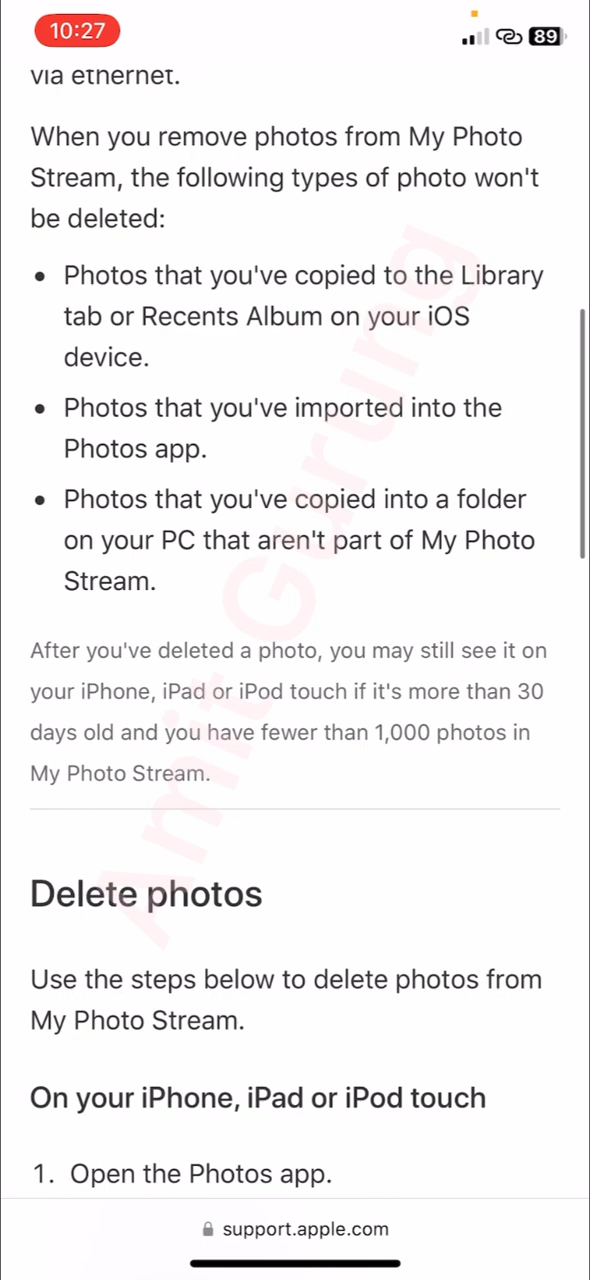 10:27
89
via ethernet.
When you remove photos from My Photo
Stream, the following types of photo won't
be deleted:
• Photos that you've copied to the Library
tab or Recents Album on your iOS
device.
• Photos that you've imported into the
Photos app.
• Photos that you've copied into a folder
on your PC that aren't part of My Photo
Stream.
After you've deleted a photo, you may still see it on
your iPhone, iPad or iPod touch if it's more than 30
days old and you have fewer than 1,000 photos in
My Photo Stream.
Amit Gurung
Delete photos
Use the steps below to delete photos from
My Photo Stream.
On your iPhone, iPad or iPod touch
1. Open the Photos app.
support.apple.com